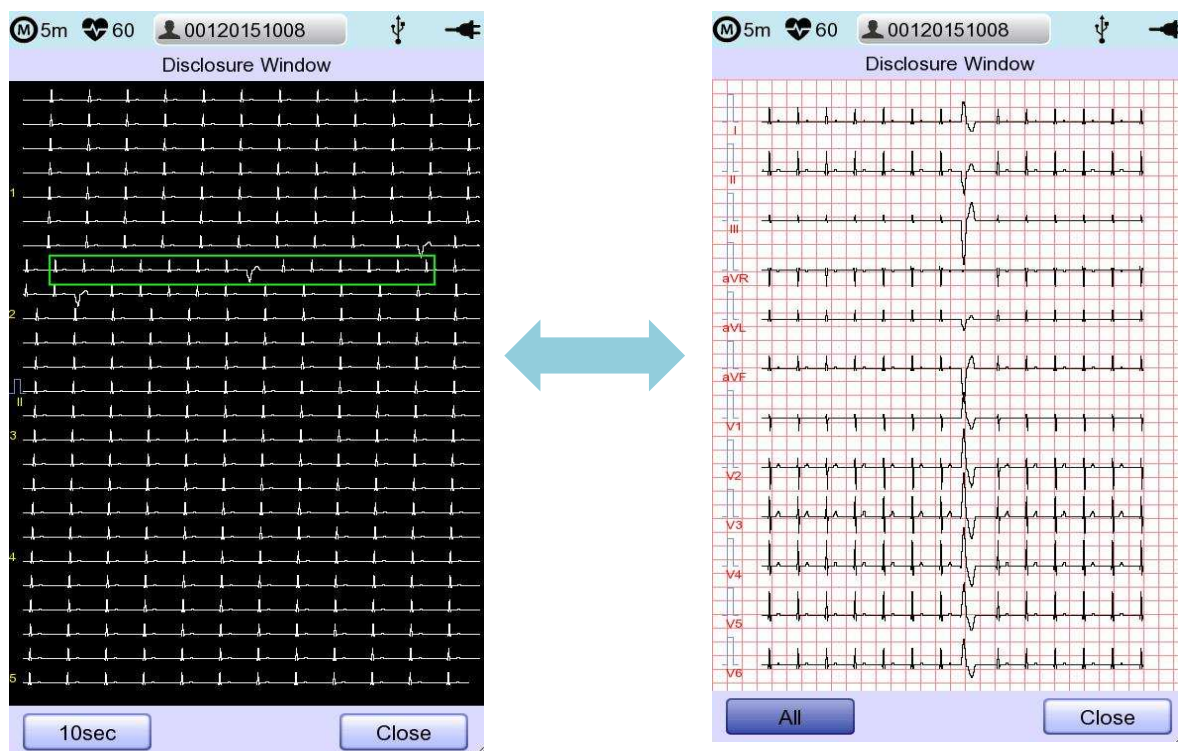 M 5m 60 00120151008
Disclosure Window
1
2
II
3
4
5
10sec Close
M 5m 60 00120151008
Disclosure Window
I
II
III
aVR
aVL
aVF
V1
V2
V3
V4
V5
V6
All Close